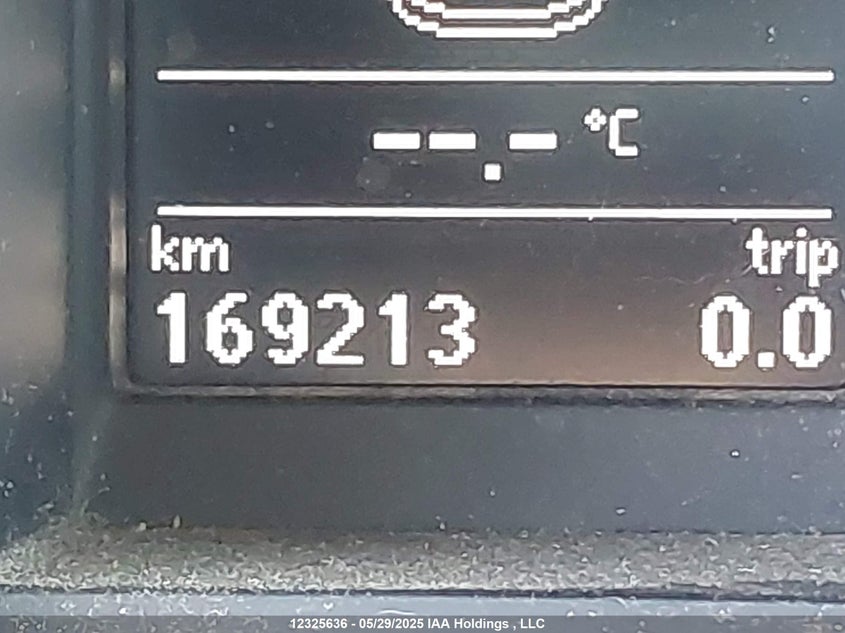 --.- °C
km trip
169213 0.0
12325636 - 05/29/2025 IAA Holdings , LLC